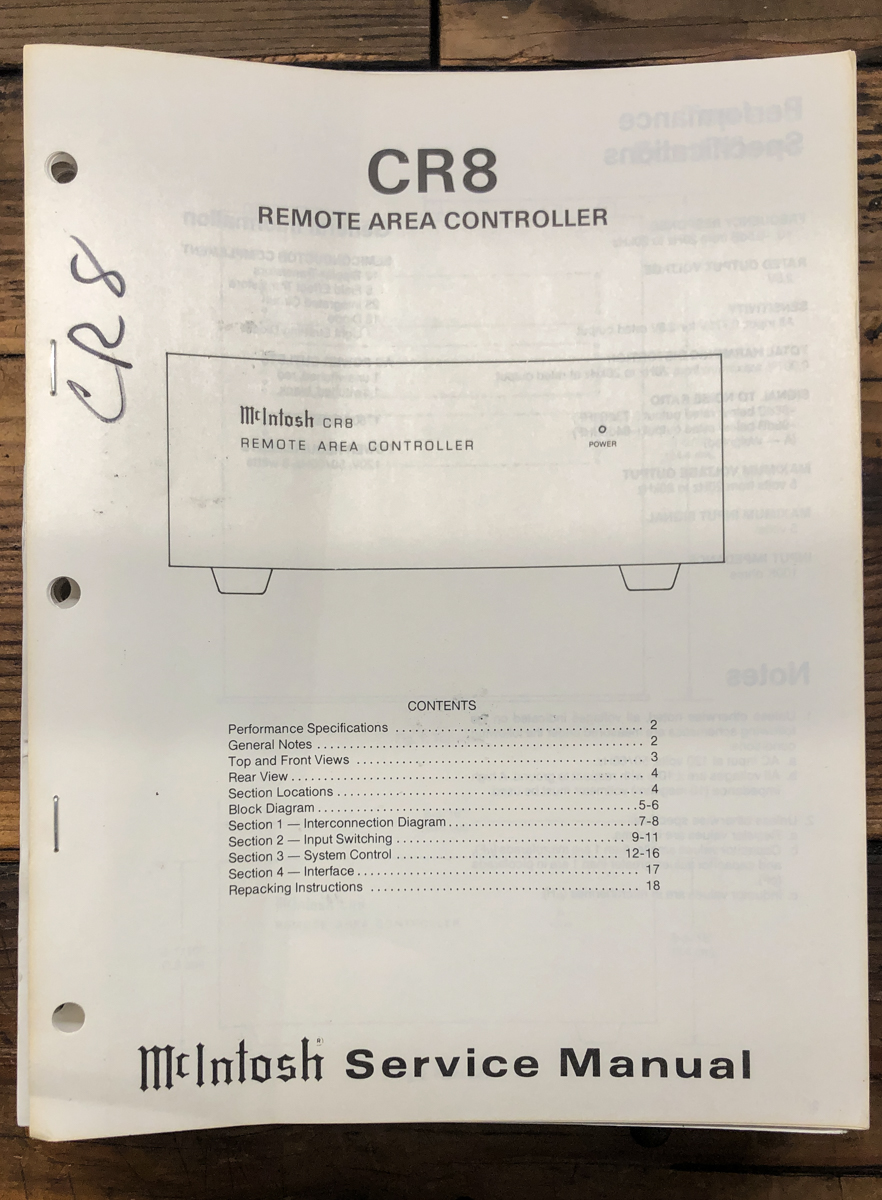 CR8
REMOTE AREA CONTROLLER
CR8
McIntosh CR8
REMOTE AREA CONTROLLER
POWER
CONTENTS
Performance Specifications ........................................ 2
General Notes ........................................ 2
Top and Front Views ........................................ 3
Rear View ........................................ 4
Section Locations ........................................ 4
Block Diagram ........................................ 5-6
Section 1 — Interconnection Diagram ........................................ 7-8
Section 2 — Input Switching ........................................ 9-11
Section 3 — System Control ........................................ 12-16
Section 4 — Interface ........................................ 17
Repacking Instructions ........................................ 18
McIntosh® Service Manual